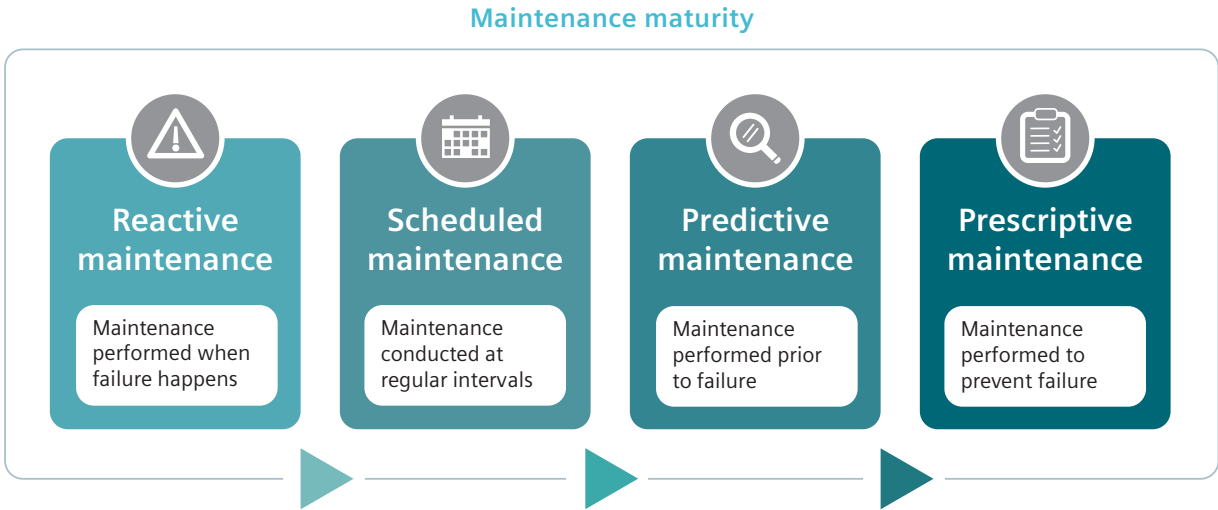 Maintenance maturity
Reactive
maintenance
Maintenance
performed when
failure happens
Scheduled
maintenance
Maintenance
conducted at
regular intervals
Predictive
maintenance
Maintenance
performed prior
to failure
Prescriptive
maintenance
Maintenance
performed to
prevent failure